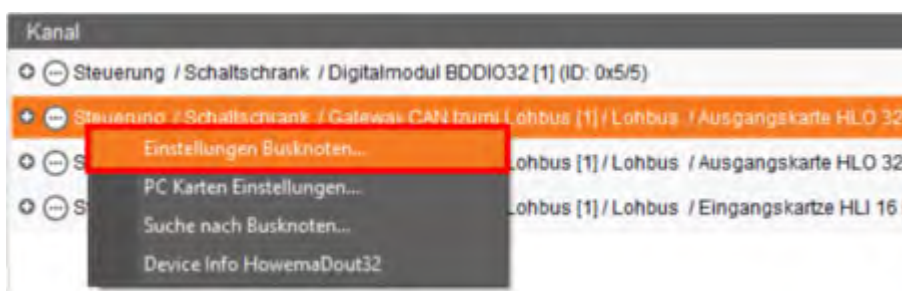 Kanal
Steuerung / Schaltschrank / Digitalmodul BDDIO32 [1] (ID: 0x5/5)
Steuerung / Schaltschrank / Gateway CAN Izumi Lohbus [1] / Lohbus / Ausgangskarte HLO 32
Einstellungen Busknoten...
S Lohbus [1] / Lohbus / Ausgangskarte HLO 32
PC Karten Einstellungen....
S Lohbus [1] / Lohbus / Eingangskartze HLI 16
Suche nach Busknoten...
Device Info HowemaDout32